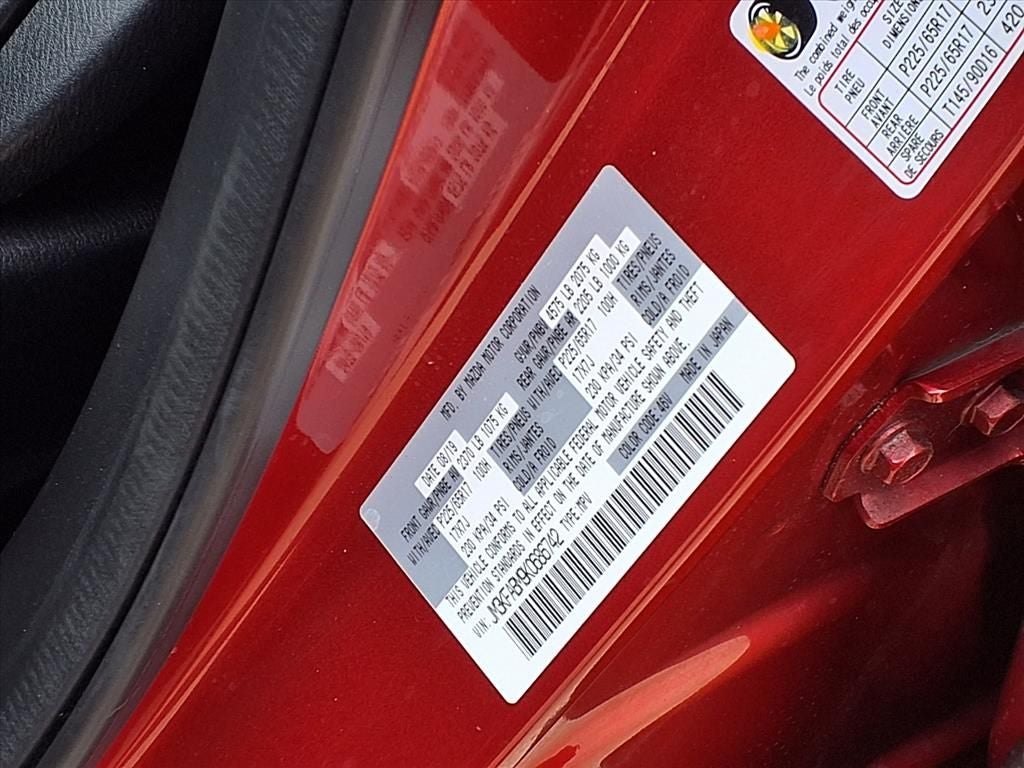 MFD. BY MAZDA MOTOR CORPORATION
DATE 08/19 GVWR/PNBV 4575 LB 2075 KG
FRONT GAWR/PNBE AV 2370 LB 1075 KG REAR GAWR/PNBE AR 2205 LB 1000 KG
WITH/AVEC P225/65R17 100H TIRES/PNEUS WITH/AVEC P225/65R17 100H TIRES/PNEUS
17X7J RIMS/JANTES 17X7J RIMS/JANTES
230 KPA/34 PSI COLD/A FROID 230 KPA/34 PSI COLD/A FROID
THIS VEHICLE CONFORMS TO ALL APPLICABLE FEDERAL MOTOR VEHICLE SAFETY AND THEFT
PREVENTION STANDARDS IN EFFECT ON THE DATE OF MANUFACTURE SHOWN ABOVE.
VIN: TYPE:MPV COLOR CODE 46V MADE IN JAPAN
The combined weigh
Le poids total des occu
TIRE
PNEU
SIZE
DIMENSION
FRONT
AVANT
P225/65R17
REAR
ARRIÈRE
P225/65R17
SPARE
DE SECOURS
T145/90D16
420